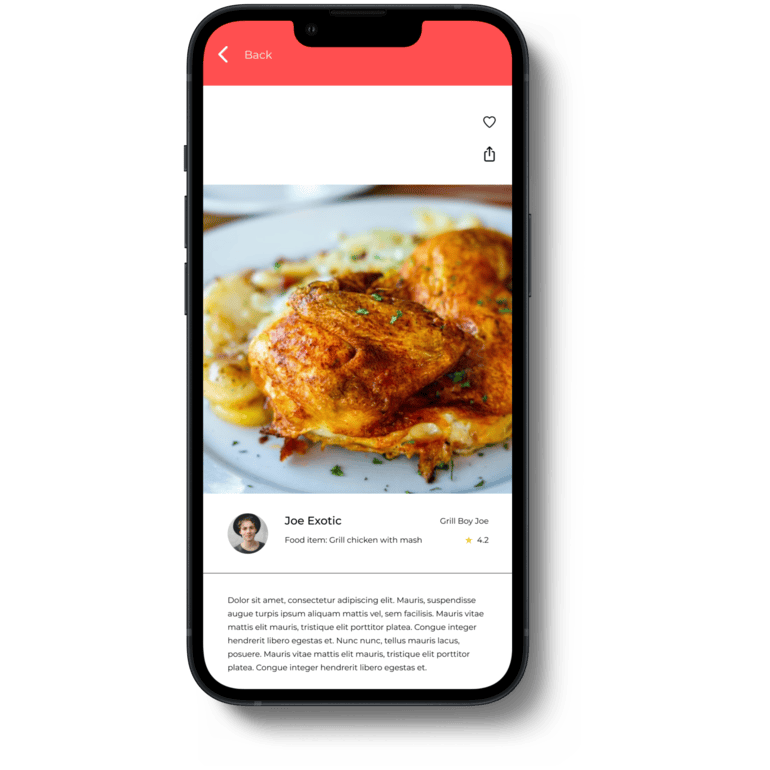 Back
Joe Exotic
Grill Boy Joe
Food item: Grill chicken with mash
4.2
Dolor sit amet, consectetur adipiscing elit. Mauris, suspendisse
augue turpis ipsum aliquam mattis vel, sem facilisis. Mauris vitae
mattis elit mauris, tristique elit porttitor platea. Congue integer
hendrerit libero egestas et. Nunc nunc, tellus mauris lacus,
posuere. Mauris vitae mattis elit mauris, tristique elit porttitor
platea. Congue integer hendrerit libero egestas et.